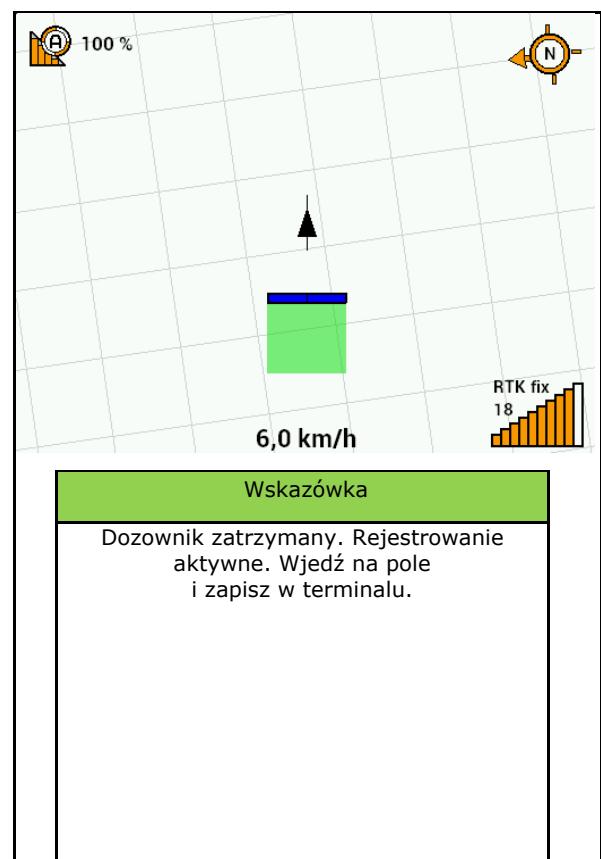 A 100 %
N
RTK fix
18
6,0 km/h
Wskazówka
Dozownik zatrzymany. Rejestrowanie
aktywne. Wjedź na pole
i zapisz w terminalu.